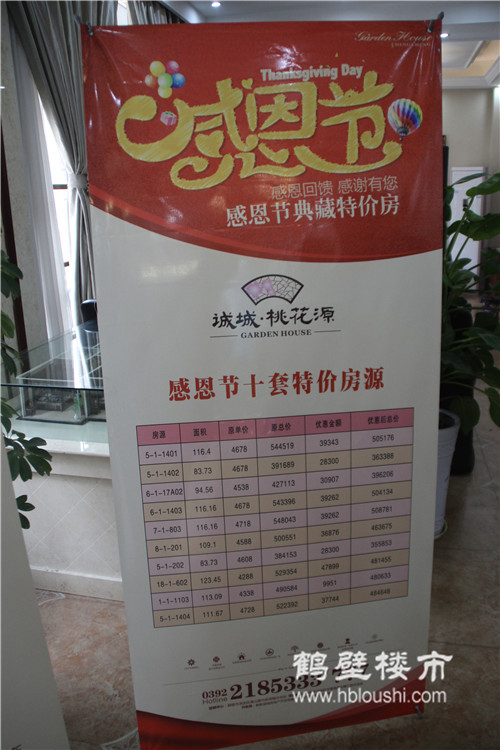 Garden House
Thanksgiving Day
感恩节
感恩回馈 感谢有您
感恩节典藏特价房
诚城·桃花源
GARDEN HOUSE
感恩节十套特价房源
房源 面积 原单价 原总价 优惠金额 优惠后总价
5-1-1401 116.4 4678 544519 39343 505176
5-1-1402 83.73 4678 391689 28300 363388
6-1-17A02 94.56 4538 427113 30907 396206
6-1-1403 116.16 4678 543396 39262 504134
7-1-803 116.16 4718 548043 39262 508781
8-1-201 109.1 4588 500551 36876 463675
5-1-202 83.73 4608 384153 28300 355853
18-1-602 123.45 4288 529354 47899 481455
1-1-1103 113.09 4338 490584 9951 480633
5-1-1404 111.67 4728 522392 37744 484648
0392 2185333
Hotline
鹤壁楼市
www.hbloushi.com